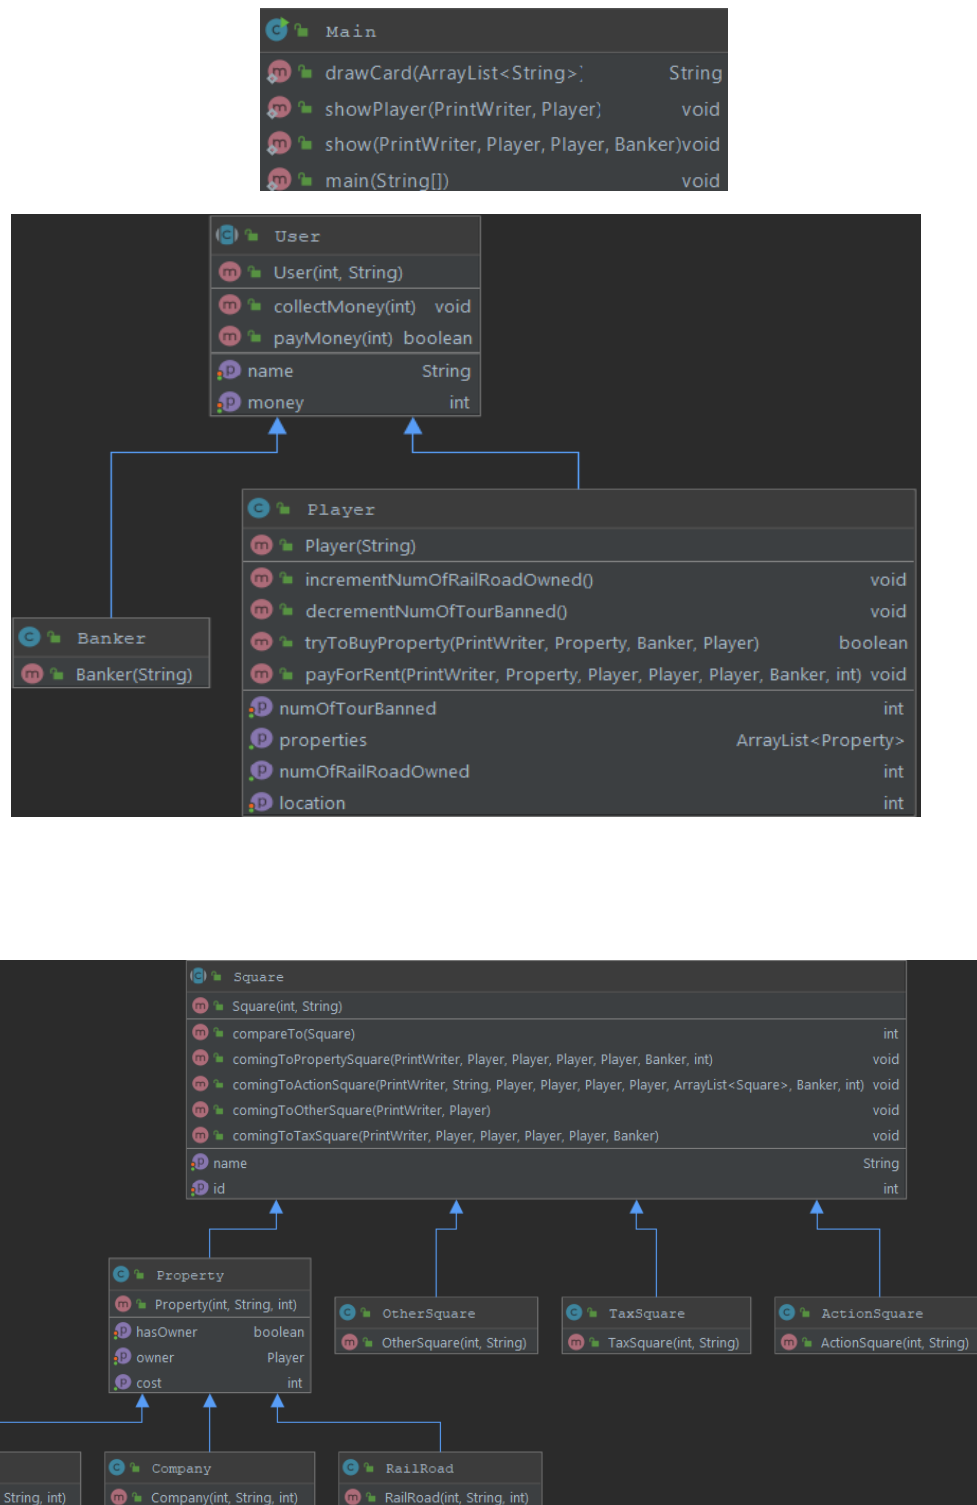 Main
drawCard(ArrayList<String>) String
showPlayer(PrintWriter, Player) void
show(PrintWriter, Player, Player, Banker)void
main(String[]) void
User
User(int, String)
collectMoney(int) void
payMoney(int) boolean
name String
money int
Player
Player(String)
incrementNumOfRailRoadOwned() void
decrementNumOfTourBanned() void
tryToBuyProperty(PrintWriter, Property, Banker, Player) boolean
payForRent(PrintWriter, Property, Player, Player, Player, Banker, int) void
numOfTourBanned int
properties ArrayList<Property>
numOfRailRoadOwned int
location int
Banker
Banker(String)
Square
Square(int, String)
compareTo(Square) int
comingToPropertySquare(PrintWriter, Player, Player, Player, Player, Banker, int) void
comingToActionSquare(PrintWriter, String, Player, Player, Player, Player, ArrayList<Square>, Banker, int) void
comingToOtherSquare(PrintWriter, Player) void
comingToTaxSquare(PrintWriter, Player, Player, Player, Player, Banker) void
name String
id int
Property
Property(int, String, int)
hasOwner boolean
owner Player
cost int
OtherSquare
OtherSquare(int, String)
TaxSquare
TaxSquare(int, String)
ActionSquare
ActionSquare(int, String)
String, int)
Company
Company(int, String, int)
RailRoad
RailRoad(int, String, int)